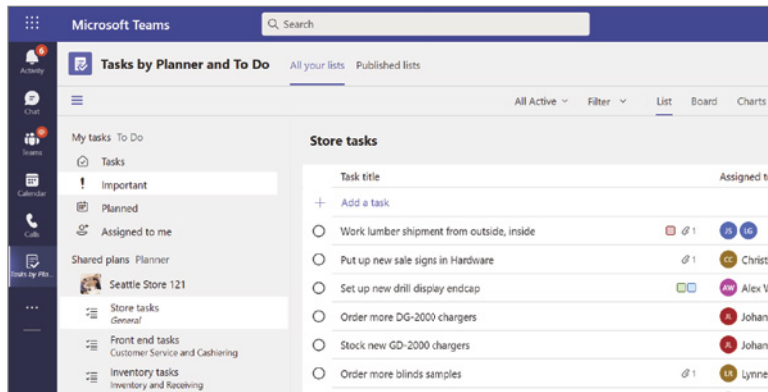 Microsoft Teams
Search
6
Activity
Chat
Teams
Calendar
Calls
Tasks by Pla...
...
Tasks by Planner and To Do
All your lists Published lists
All Active Filter List Board Charts
My tasks To Do
Tasks
Important
Planned
Assigned to me
Shared plans Planner
Seattle Store 121
Store tasks
General
Front end tasks
Customer Service and Cashiering
Inventory tasks
Inventory and Receiving
Store tasks
Task title Assigned t
Add a task
Work lumber shipment from outside, inside 1 JS LG
Put up new sale signs in Hardware 1 CC Christ
Set up new drill display endcap AW Alex W
Order more DG-2000 chargers JL Johan
Stock new GD-2000 chargers JL Johan
Order more blinds samples 1 LR Lynne